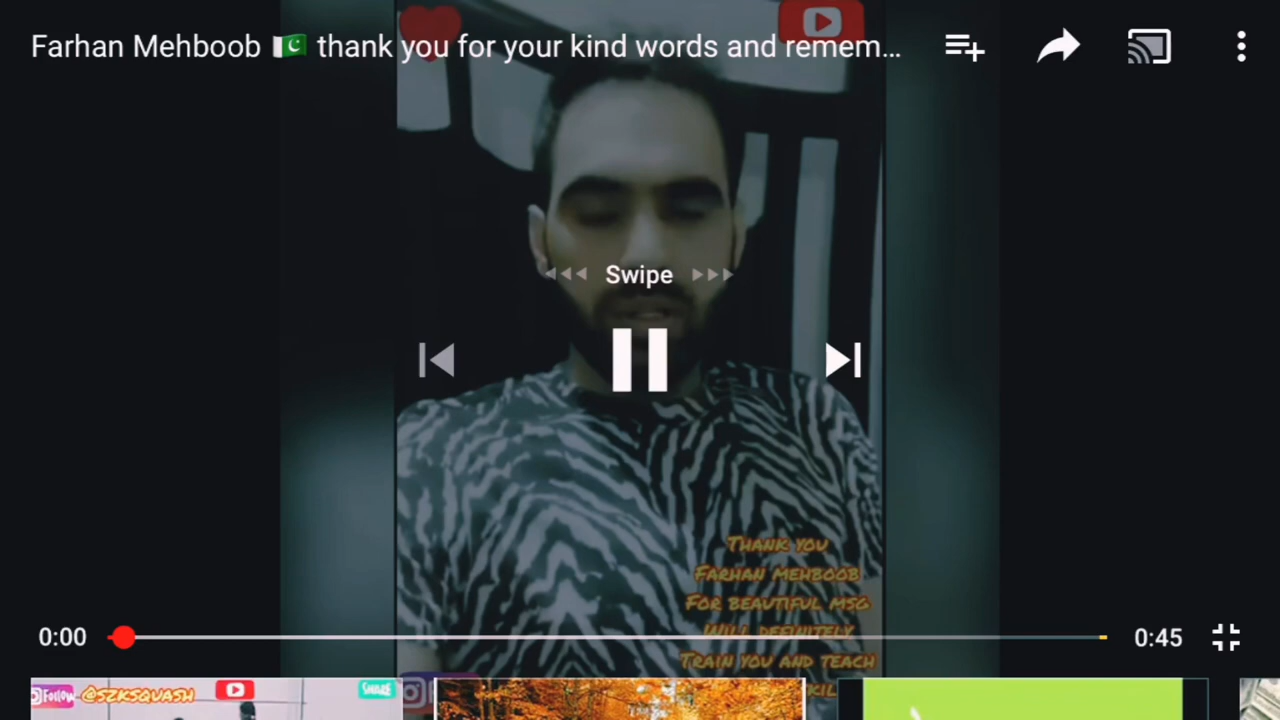 Farhan Mehboob 🇵🇰 thank you for your kind words and remem...
Swipe
THANK YOU
FARHAN MEHBOOB
FOR BEAUTIFUL MSG
WILL DEFINITELY
TRAIN YOU AND TEACH
0:00
0:45
Follow @SZKSQUASH
SHARE